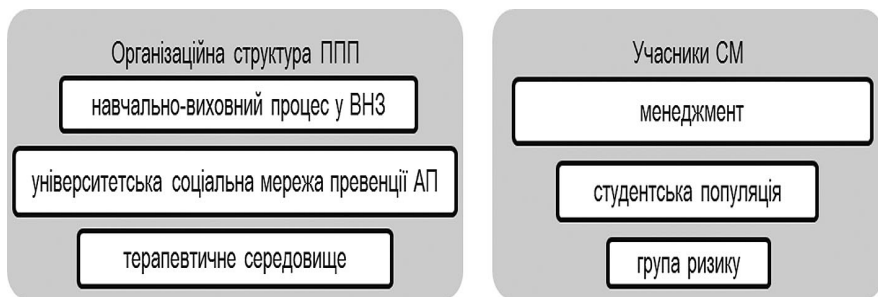 Організаційна структура ППП
навчально-виховний процес у ВНЗ
університетська соціальна мережа превенції АП
терапевтичне середовище
Учасники СМ
менеджмент
студентська популяція
група ризику